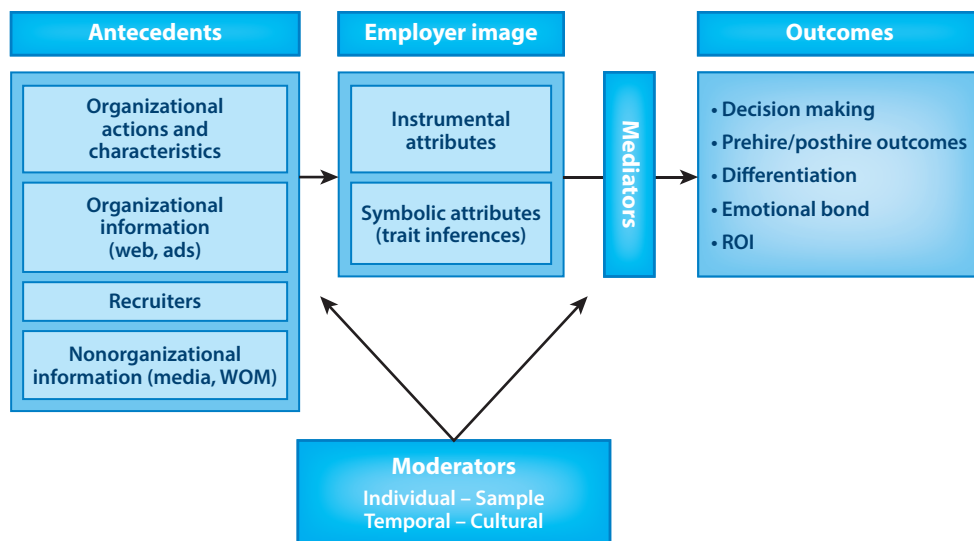 Antecedents
Organizational
actions and
characteristics
Organizational
information
(web, ads)
Recruiters
Nonorganizational
information (media, WOM)
Employer image
Instrumental
attributes
Symbolic attributes
(trait inferences)
Mediators
Outcomes
• Decision making
• Prehire/posthire outcomes
• Differentiation
• Emotional bond
• ROI
Moderators
Individual – Sample
Temporal – Cultural